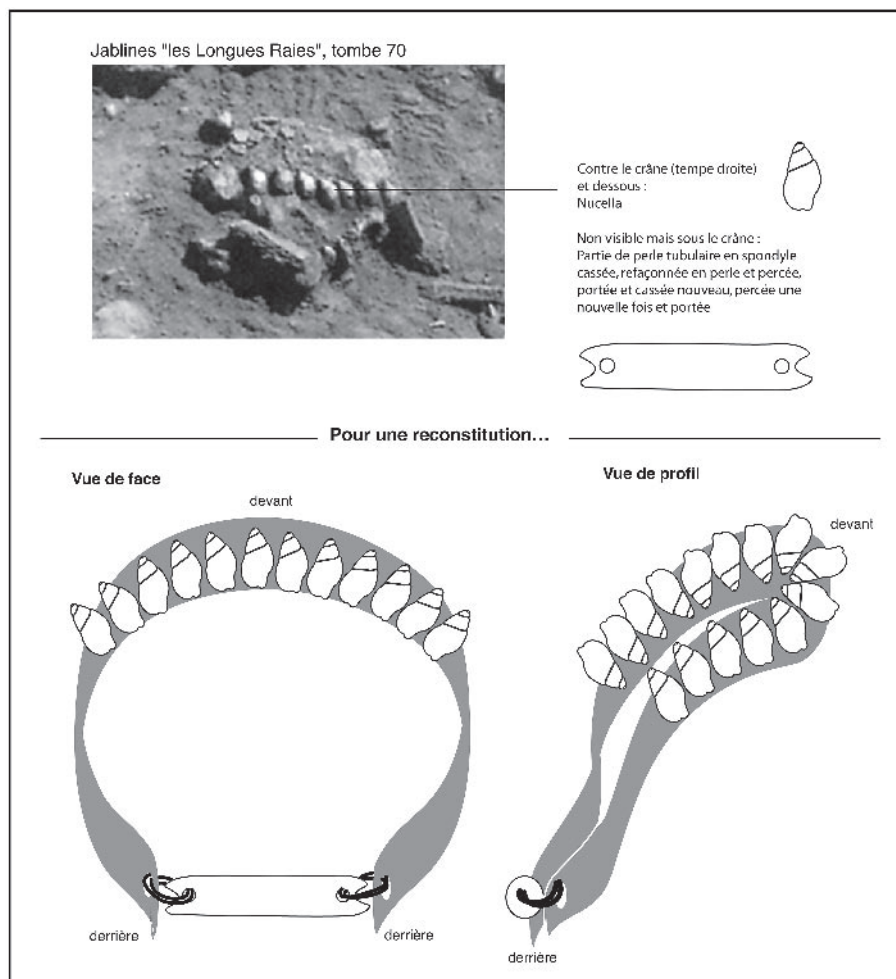 Jablines "les Longues Raies", tombe 70
Contre le crâne (tempe droite)
et dessous :
Nucella
Non visible mais sous le crâne :
Partie de perle tubulaire en spondyle
cassée, refaçonnée en perle et percée,
portée et cassée nouveau, percée une
nouvelle fois et portée
Pour une reconstitution...
Vue de face
devant
derrière
derrière
Vue de profil
devant
derrière